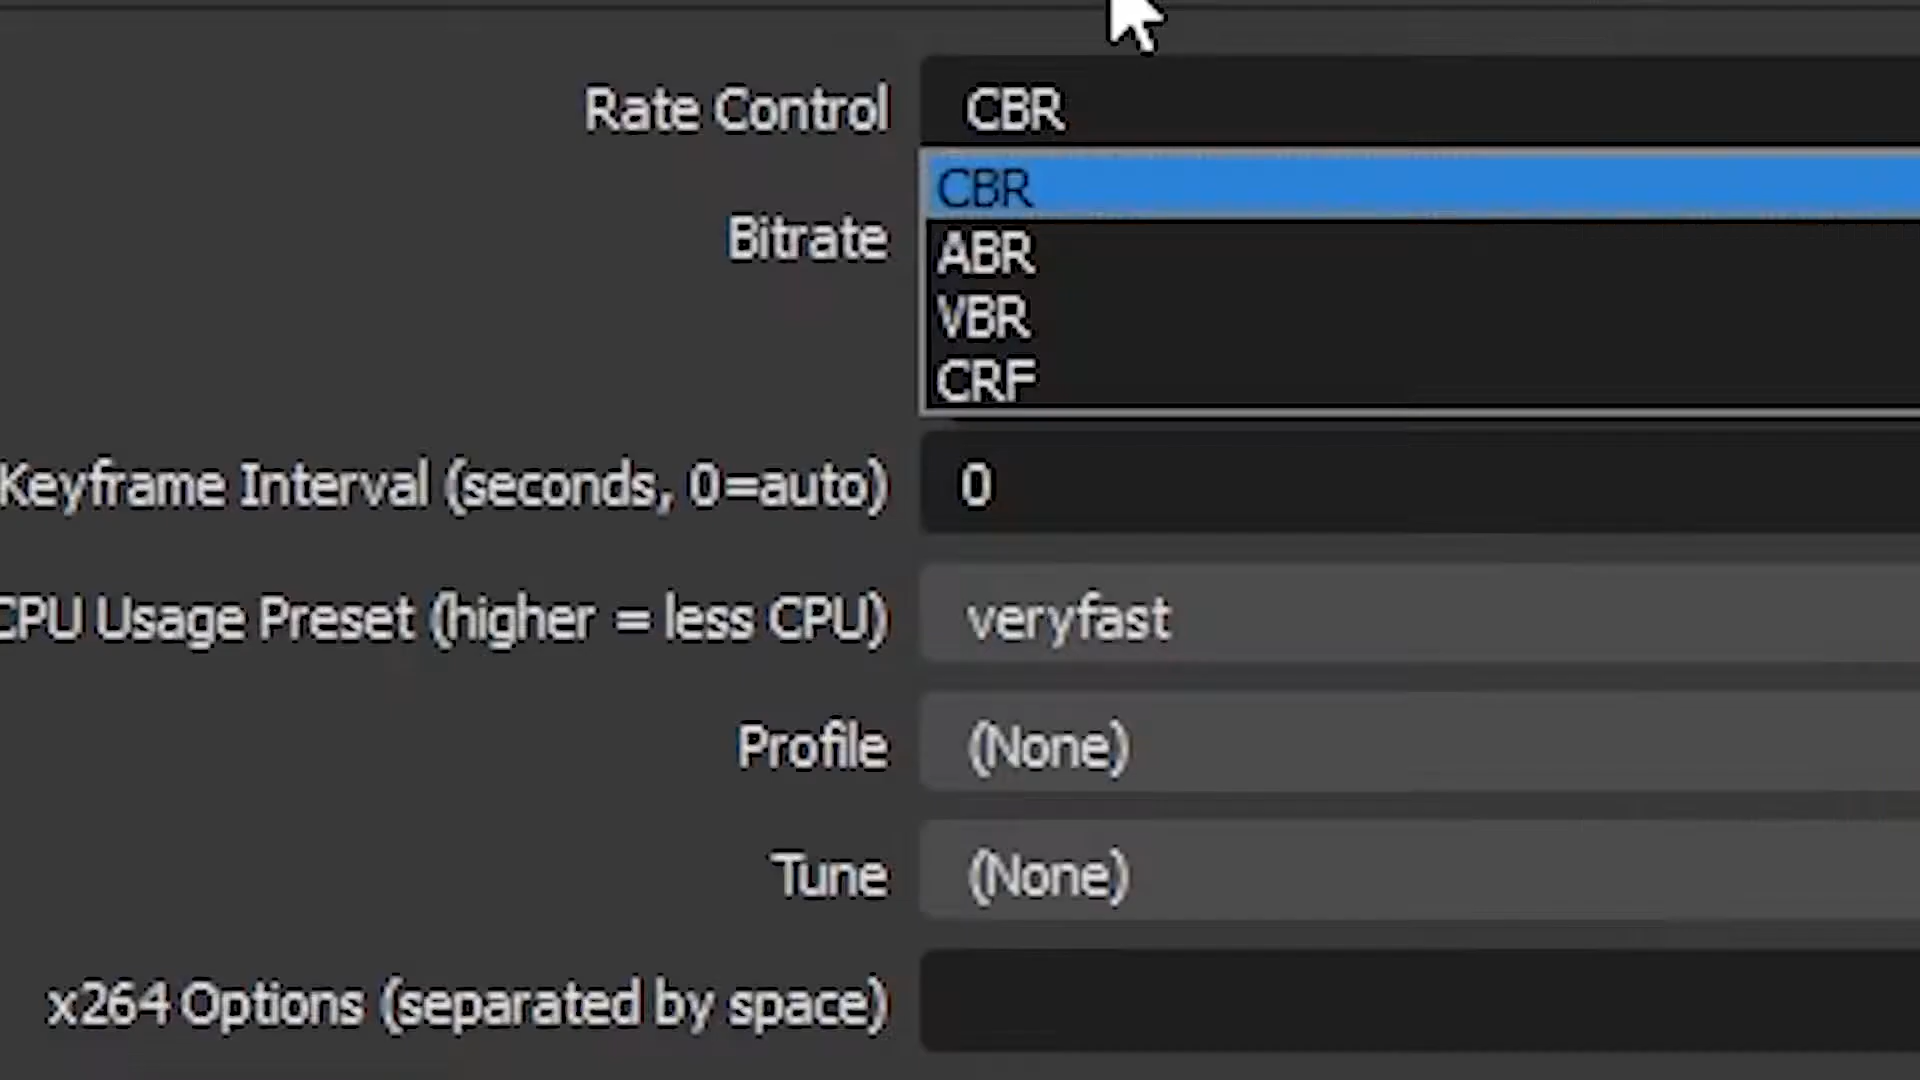 Rate Control CBR
CBR
Bitrate
ABR
VBR
CRF
Keyframe Interval (seconds, 0=auto) 0
CPU Usage Preset (higher = less CPU) veryfast
Profile (None)
Tune (None)
x264 Options (separated by space)